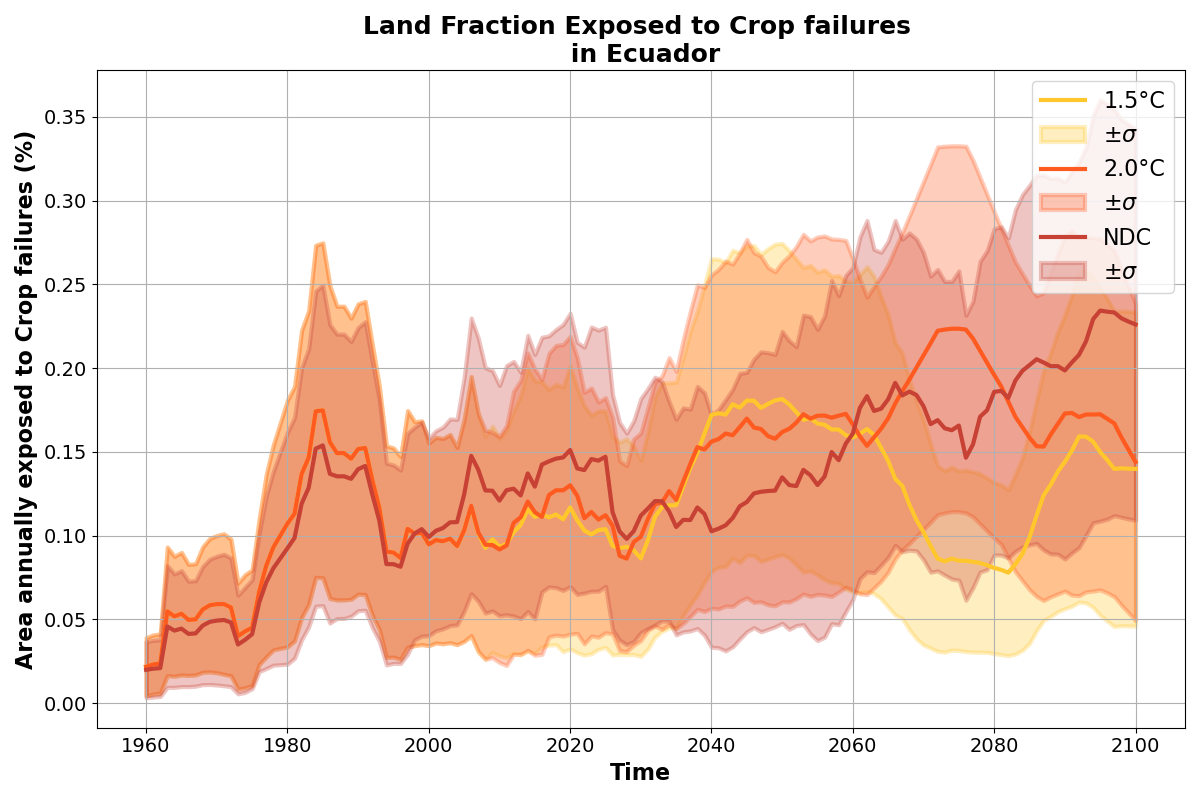 Land Fraction Exposed to Crop failures
in Ecuador
Area annually exposed to Crop failures (%)
0.35
0.30
0.25
0.20
0.15
0.10
0.05
0.00
1.5°C
±σ
2.0°C
±σ
NDC
±σ
1960
1980
2000
2020
2040
2060
2080
2100
Time